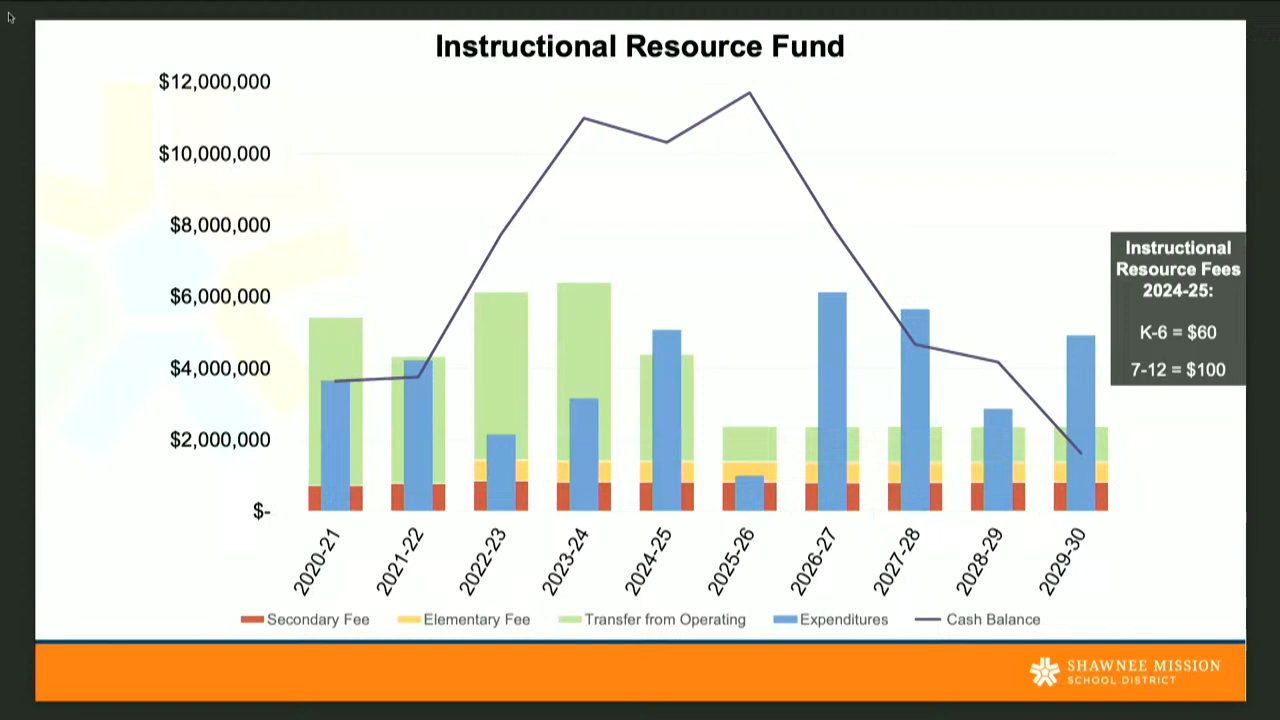 Instructional Resource Fund
$12,000,000
$10,000,000
$8,000,000
$6,000,000
$4,000,000
$2,000,000
$-
2020-21
2021-22
2022-23
2023-24
2024-25
2025-26
2026-27
2027-28
2028-29
2029-30
Secondary Fee
Elementary Fee
Transfer from Operating
Expenditures
Cash Balance
Instructional
Resource Fees
2024-25:
K-6 = $60
7-12 = $100
SHAWNEE MISSION
SCHOOL DISTRICT